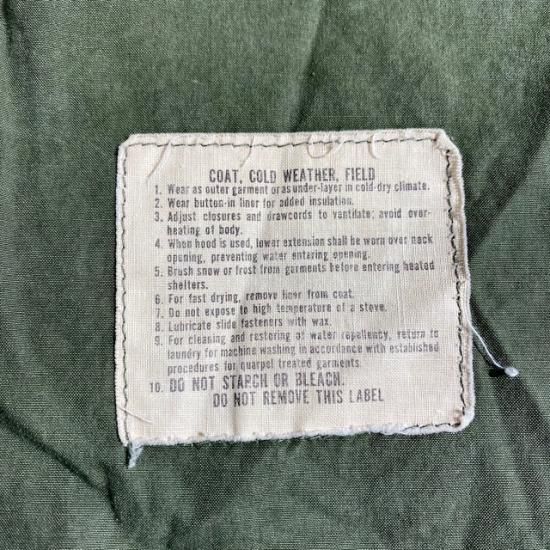 COAT, COLD WEATHER, FIELD
1. Wear as outer garment or as under-layer in cold-dry climate.
2. Wear button-in liner for added insulation.
3. Adjust closures and drawcords to vantilate; avoid over-
heating of body.
4. When hood is used, lower extension shall be worn over neck
opening, preventing water entering opening.
5. Brush snow or frost from garments before entering heated
shelters.
6. For fast drying, remove liner from coat.
7. Do not expose to high temperature of a stove.
8. Lubricate slide fasteners with wax.
9. For cleaning and restoring of water repellency, return to
laundry for machine washing in accordance with established
procedures for quarpel treated garments.
10. DO NOT STARCH OR BLEACH.
DO NOT REMOVE THIS LABEL